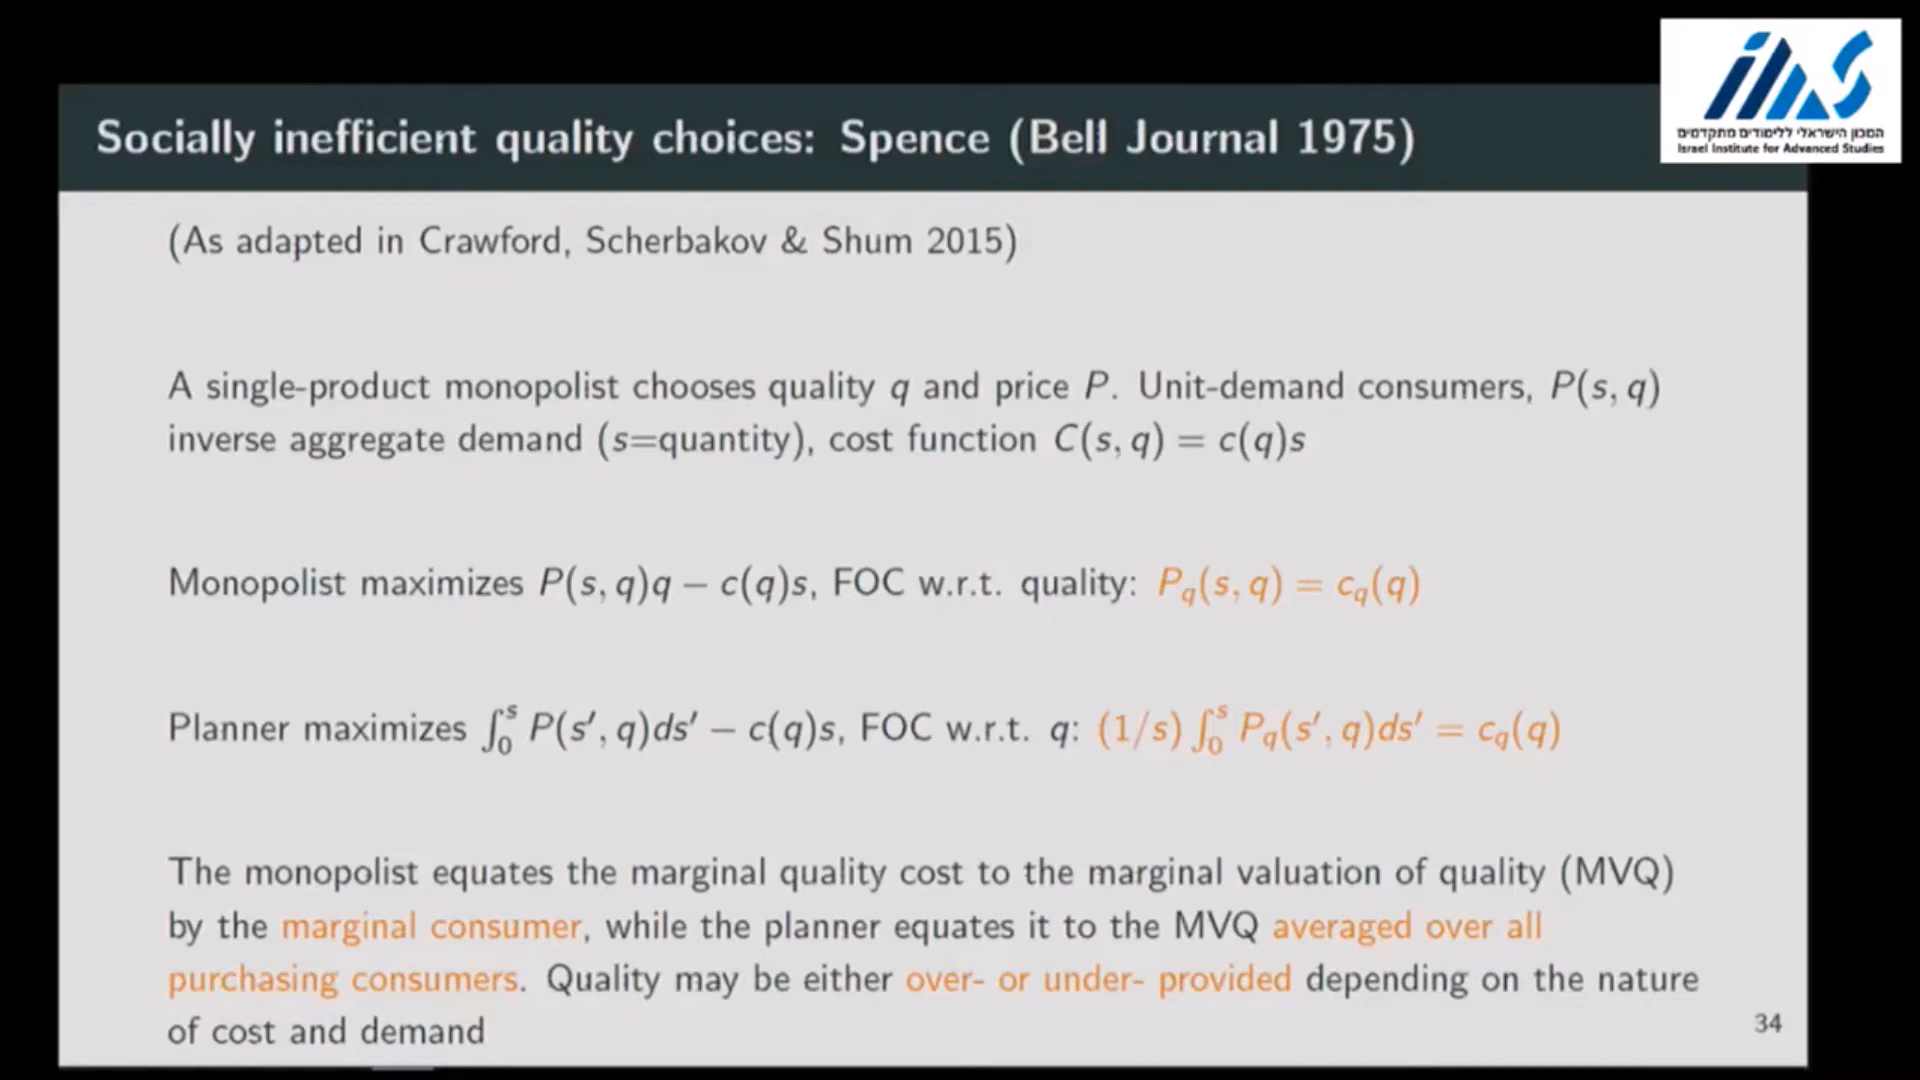 המכון הישראלי ללימודים מתקדמים
Israel Institute for Advanced Studies
Socially inefficient quality choices: Spence (Bell Journal 1975)
(As adapted in Crawford, Scherbakov & Shum 2015)
A single-product monopolist chooses quality q and price P. Unit-demand consumers, P(s, q)
inverse aggregate demand (s=quantity), cost function C(s, q) = c(q)s
Monopolist maximizes P(s, q)q − c(q)s, FOC w.r.t. quality: P_q(s, q) = c_q(q)
Planner maximizes ∫₀ˢ P(s′, q)ds′ − c(q)s, FOC w.r.t. q: (1/s) ∫₀ˢ P_q(s′, q)ds′ = c_q(q)
The monopolist equates the marginal quality cost to the marginal valuation of quality (MVQ)
by the marginal consumer, while the planner equates it to the MVQ averaged over all
purchasing consumers. Quality may be either over- or under- provided depending on the nature
of cost and demand
34